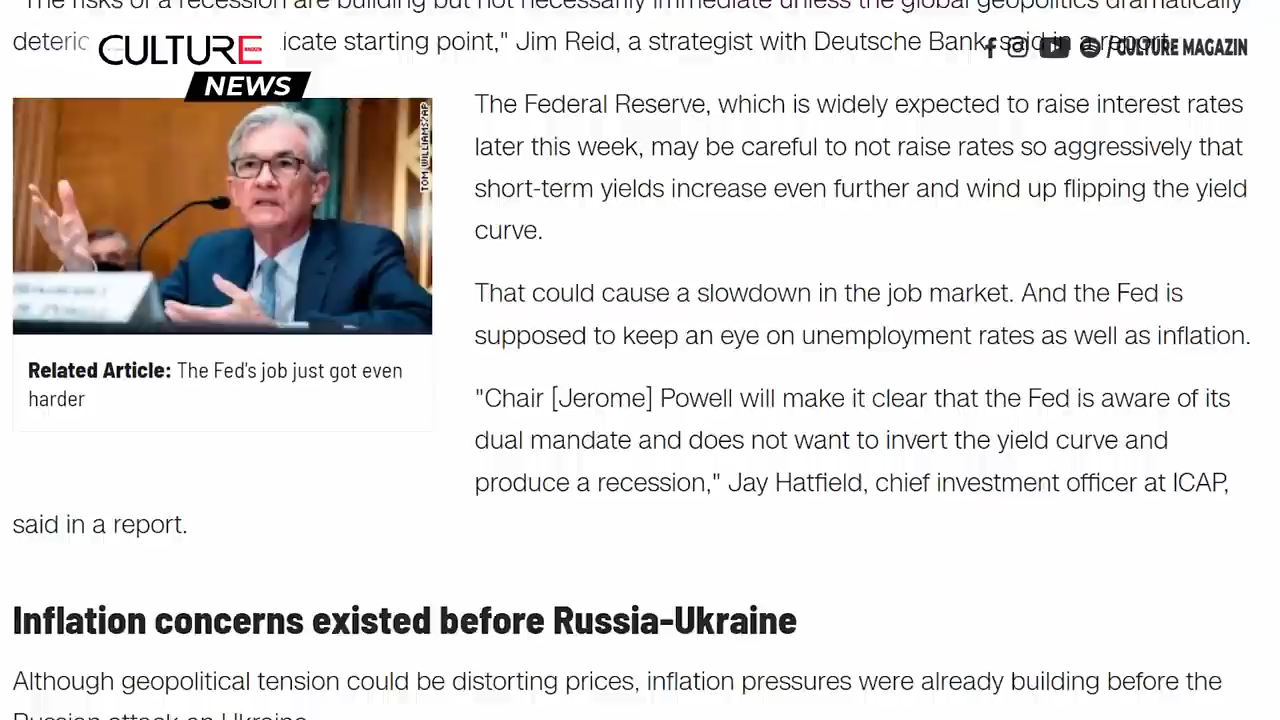 "The risks of a recession are building but not necessarily immediate unless the global geopolitics dramatically
CULTURE
icate starting point," Jim Reid, a strategist with Deutsche Bank, said in a report.
/CULTURE MAGAZIN
NEWS
TOM WILLIAMS/AP
Related Article: The Fed's job just got even
harder
The Federal Reserve, which is widely expected to raise interest rates
later this week, may be careful to not raise rates so aggressively that
short-term yields increase even further and wind up flipping the yield
curve.
That could cause a slowdown in the job market. And the Fed is
supposed to keep an eye on unemployment rates as well as inflation.
"Chair [Jerome] Powell will make it clear that the Fed is aware of its
dual mandate and does not want to invert the yield curve and
produce a recession," Jay Hatfield, chief investment officer at ICAP,
said in a report.
Inflation concerns existed before Russia-Ukraine
Although geopolitical tension could be distorting prices, inflation pressures were already building before the
Russian attack on Ukraine.